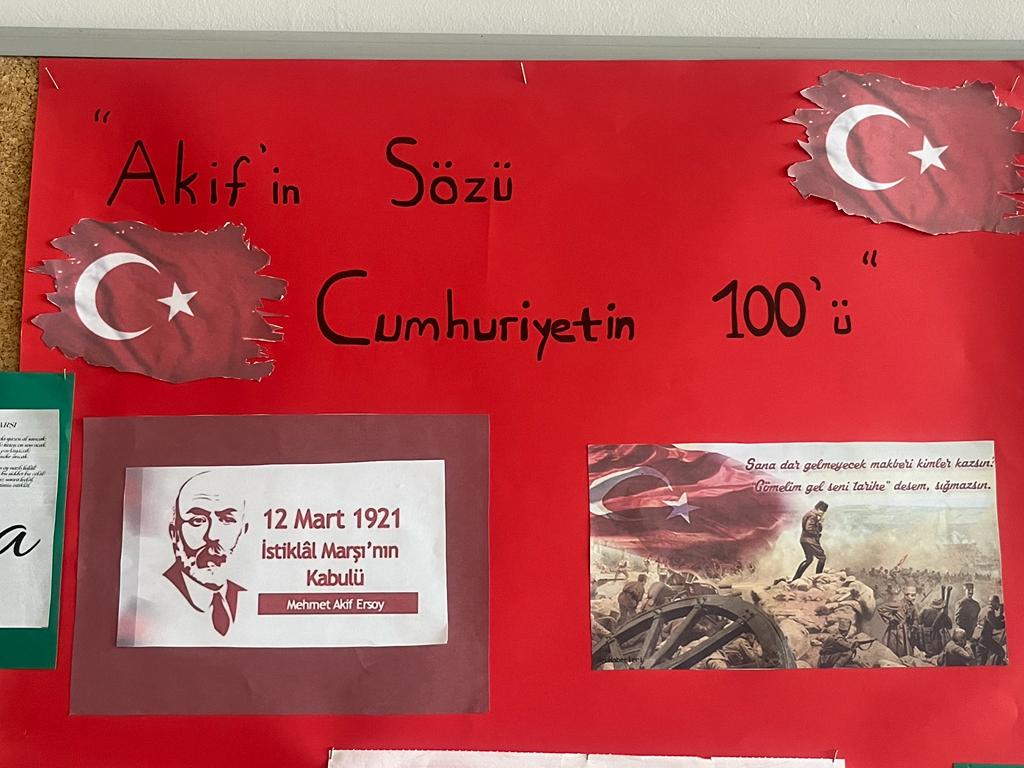 "Akif'in Sözü
Cumhuriyetin 100'ü"
ARŞI
a
12 Mart 1921
İstiklâl Marşı'nın
Kabulü
Mehmet Akif Ersoy
Sana dar gelmeyecek makberi kimler kazsın:
"Gömelim gel seni tarihe" desem, sığmazsın.